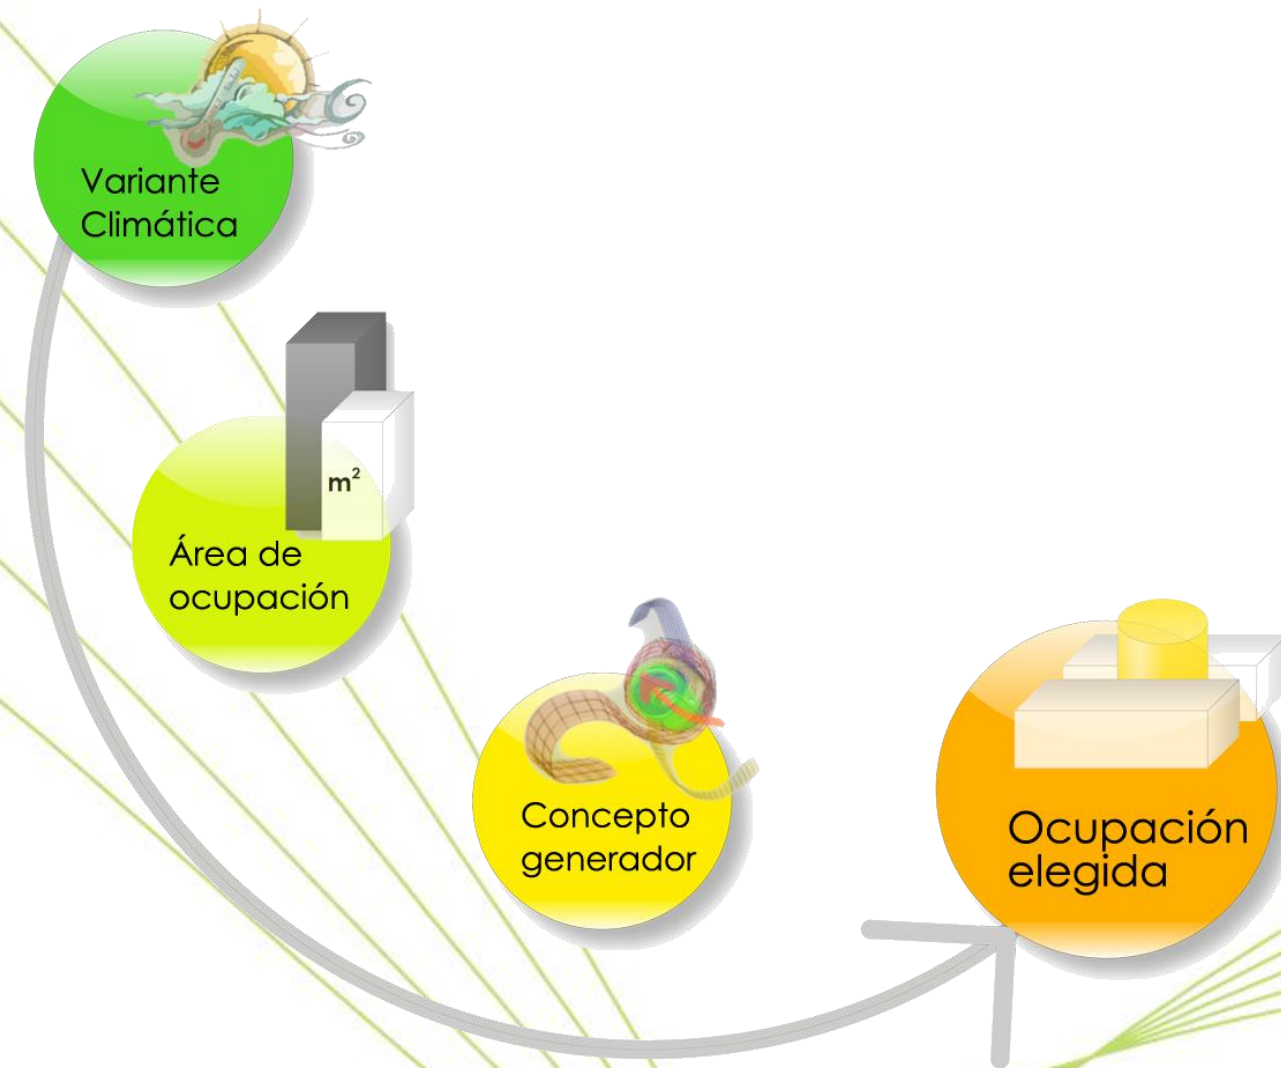 Variante
Climática
m²
Área de
ocupación
Concepto
generador
Ocupación
elegida